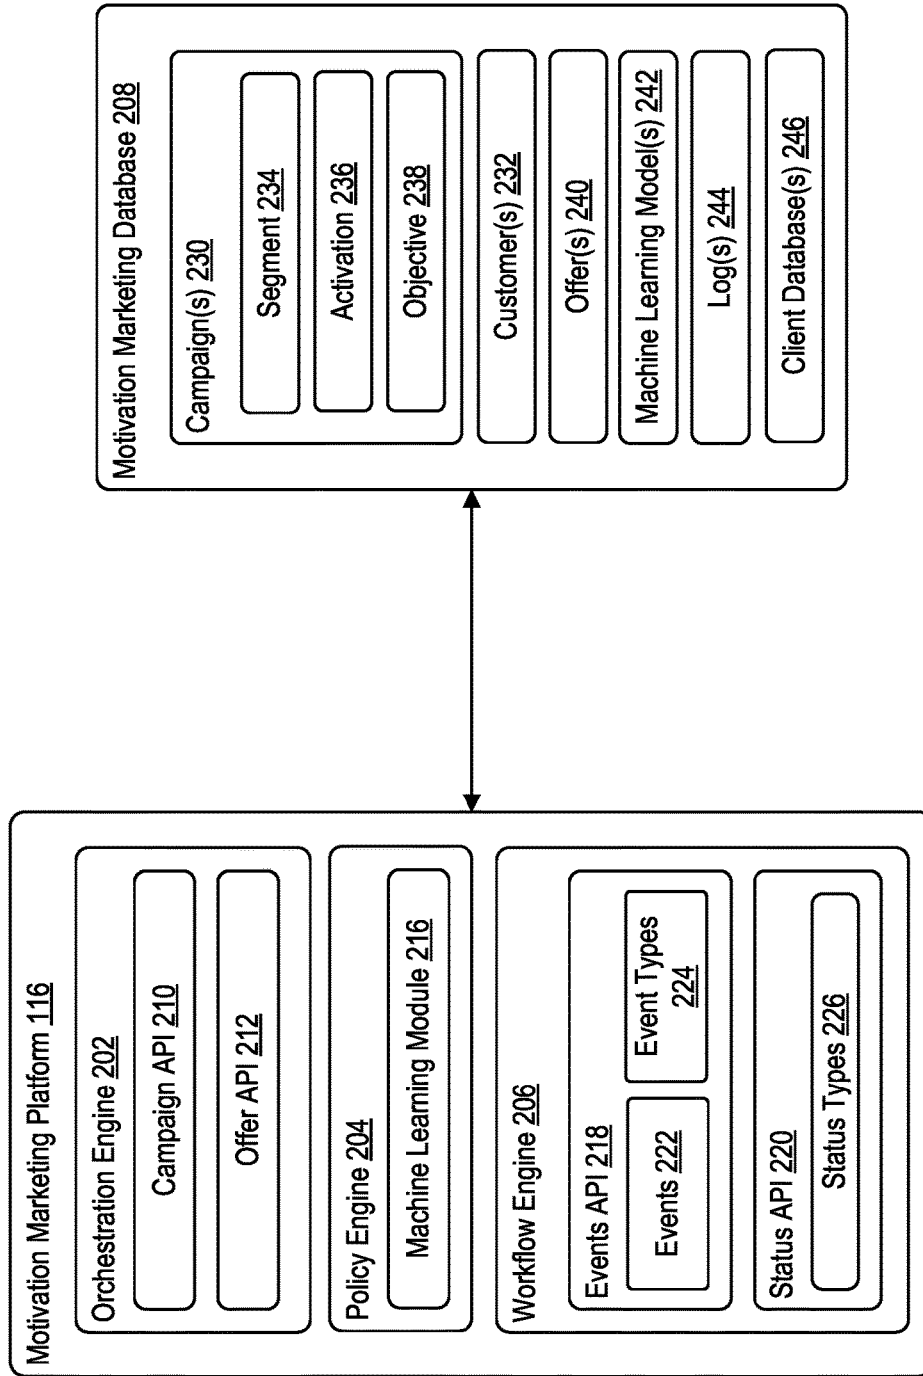 Motivation Marketing Platform 116
Orchestration Engine 202
Campaign API 210
Offer API 212
Policy Engine 204
Machine Learning Module 216
Workflow Engine 206
Events API 218
Events 222
Event Types
224
Status API 220
Status Types 226
Motivation Marketing Database 208
Campaign(s) 230
Segment 234
Activation 236
Objective 238
Customer(s) 232
Offer(s) 240
Machine Learning Model(s) 242
Log(s) 244
Client Database(s) 246